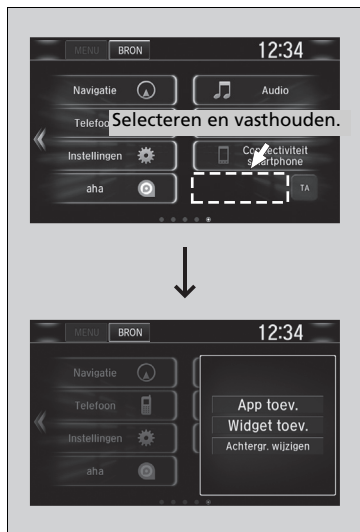 MENU BRON 12:34
Navigatie Audio
Telefoo
Selecteren en vasthouden.
Instellingen
Connectiviteit
smartphone
aha TA
MENU BRON 12:34
Navigatie
Telefoon
Instellingen
aha
App toev.
Widget toev.
Achtergr. wijzigen